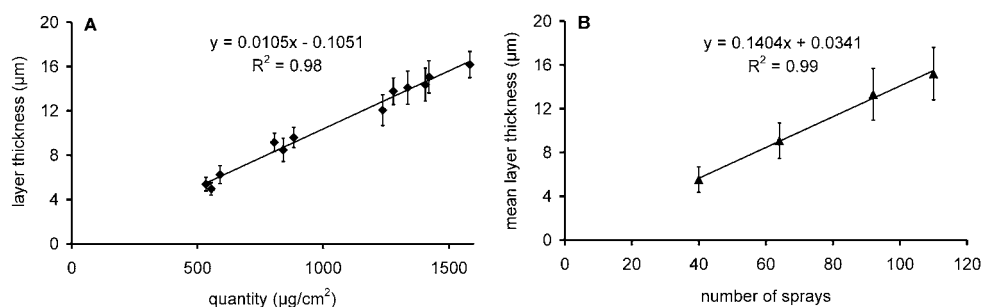 A
y = 0.0105x - 0.1051
R² = 0.98
layer thickness (µm)
20
16
12
8
4
0
0 500 1000 1500
quantity (µg/cm²)
B
y = 0.1404x + 0.0341
R² = 0.99
mean layer thickness (µm)
20
16
12
8
4
0
0 20 40 60 80 100 120
number of sprays